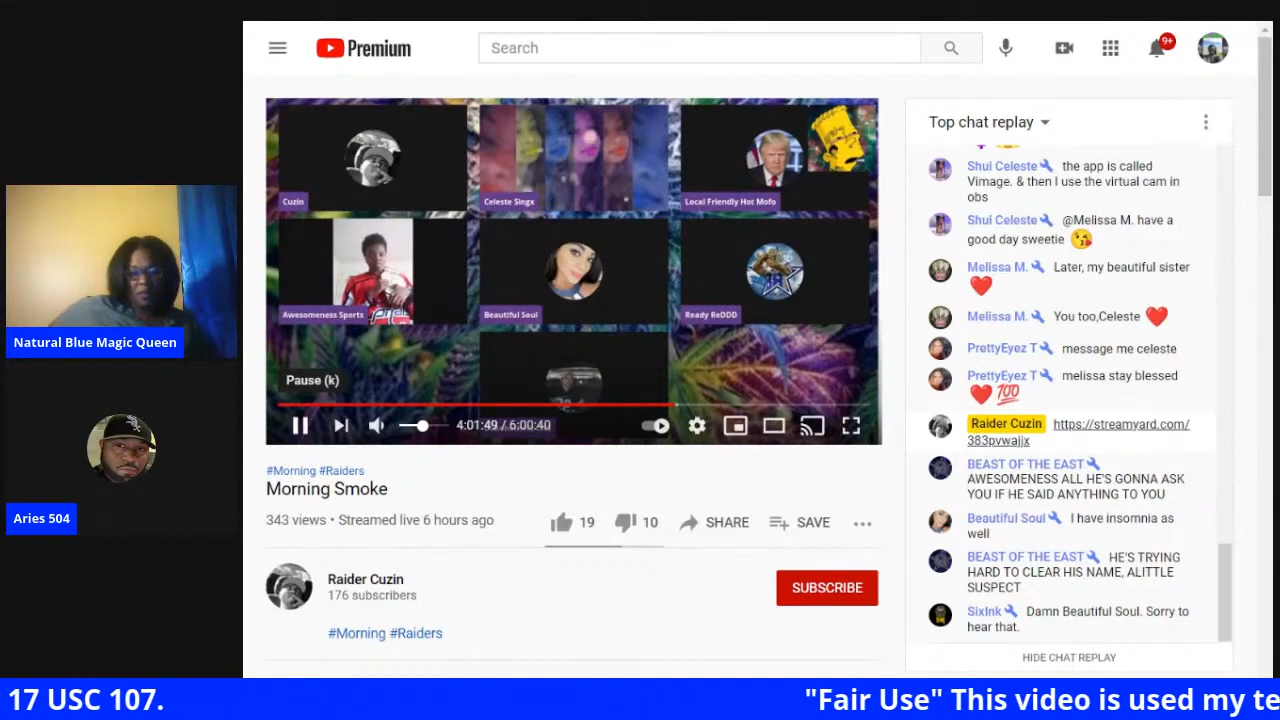 Premium
Search
9+
Natural Blue Magic Queen
Aries 504
Cuzin
Celeste Singx
Local Friendly Hot Mofo
Awesomeness Sports
Beautiful Soul
Ready ReDDD
Pause (k)
4:01:49 / 6:00:40
#Morning #Raiders
Morning Smoke
343 views • Streamed live 6 hours ago
19
10
SHARE
SAVE
Raider Cuzin
176 subscribers
SUBSCRIBE
#Morning #Raiders
Top chat replay
Shui Celeste the app is called
Vimage. & then I use the virtual cam in
obs
Shui Celeste @Melissa M. have a
good day sweetie 😘
Melissa M. Later, my beautiful sister
❤️
Melissa M. You too,Celeste ❤️
PrettyEyez T message me celeste
PrettyEyez T melissa stay blessed
❤️💯
Raider Cuzin https://streamyard.com/
383pvwajjx
BEAST OF THE EAST
AWESOMENESS ALL HE'S GONNA ASK
YOU IF HE SAID ANYTHING TO YOU
Beautiful Soul I have insomnia as
well
BEAST OF THE EAST HE'S TRYING
HARD TO CLEAR HIS NAME, ALITTLE
SUSPECT
SixInk Damn Beautiful Soul. Sorry to
hear that.
HIDE CHAT REPLAY
17 USC 107. "Fair Use" This video is used my te